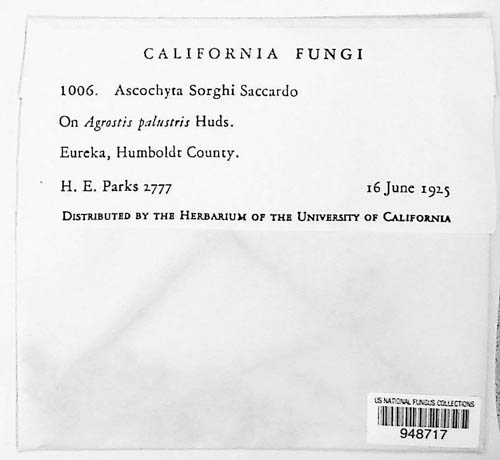 CALIFORNIA FUNGI
1006. Ascochyta Sorghi Saccardo
On Agrostis palustris Huds.
Eureka, Humboldt County.
H. E. Parks 2777 16 June 1925
Distributed by the Herbarium of the University of California
US NATIONAL FUNGUS COLLECTIONS
948717